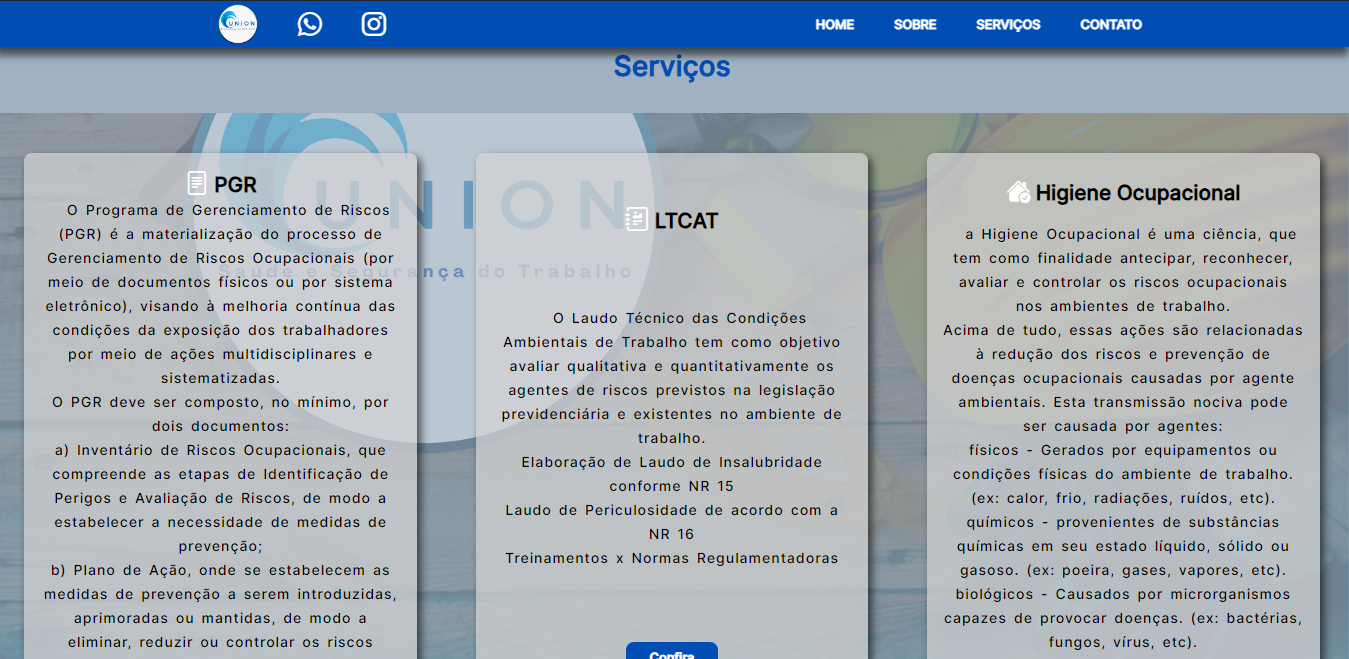 UNION
HOME
SOBRE
SERVIÇOS
CONTATO
Serviços
UNION
Saúde e Segurança do Trabalho
PGR
O Programa de Gerenciamento de Riscos
(PGR) é a materialização do processo de
Gerenciamento de Riscos Ocupacionais (por
meio de documentos físicos ou por sistema
eletrônico), visando à melhoria contínua das
condições da exposição dos trabalhadores
por meio de ações multidisciplinares e
sistematizadas.
O PGR deve ser composto, no mínimo, por
dois documentos:
a) Inventário de Riscos Ocupacionais, que
compreende as etapas de Identificação de
Perigos e Avaliação de Riscos, de modo a
estabelecer a necessidade de medidas de
prevenção;
b) Plano de Ação, onde se estabelecem as
medidas de prevenção a serem introduzidas,
aprimoradas ou mantidas, de modo a
eliminar, reduzir ou controlar os riscos
LTCAT
O Laudo Técnico das Condições
Ambientais de Trabalho tem como objetivo
avaliar qualitativa e quantitativamente os
agentes de riscos previstos na legislação
previdenciária e existentes no ambiente de
trabalho.
Elaboração de Laudo de Insalubridade
conforme NR 15
Laudo de Periculosidade de acordo com a
NR 16
Treinamentos x Normas Regulamentadoras
Confira
Higiene Ocupacional
a Higiene Ocupacional é uma ciência, que
tem como finalidade antecipar, reconhecer,
avaliar e controlar os riscos ocupacionais
nos ambientes de trabalho.
Acima de tudo, essas ações são relacionadas
à redução dos riscos e prevenção de
doenças ocupacionais causadas por agente
ambientais. Esta transmissão nociva pode
ser causada por agentes:
físicos - Gerados por equipamentos ou
condições físicas do ambiente de trabalho.
(ex: calor, frio, radiações, ruídos, etc).
químicos - provenientes de substâncias
químicas em seu estado líquido, sólido ou
gasoso. (ex: poeira, gases, vapores, etc).
biológicos - Causados por microrganismos
capazes de provocar doenças. (ex: bactérias,
fungos, vírus, etc).